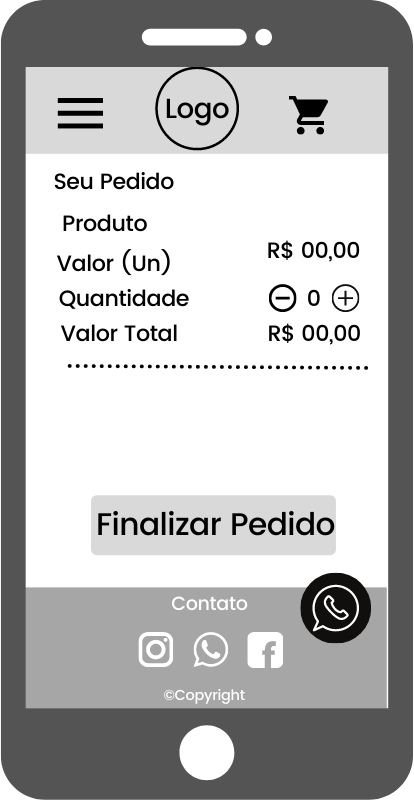 Logo
Seu Pedido
Produto
Valor (Un) R$ 00,00
Quantidade 0
Valor Total R$ 00,00
Finalizar Pedido
Contato
©Copyright